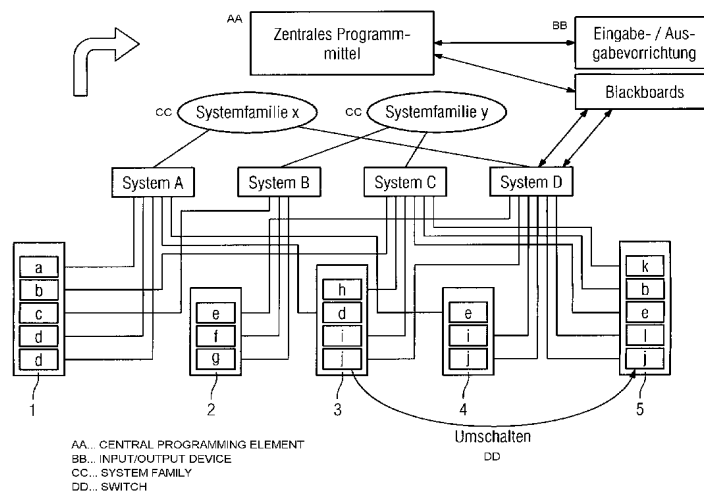 AA
Zentrales Programm-
mittel
BB
Eingabe- / Aus-
gabevorrichtung
Blackboards
CC
Systemfamilie x
CC
Systemfamilie y
System A
System B
System C
System D
a
b
c
d
d
1
e
f
g
2
h
d
i
j
3
e
i
j
4
k
b
e
l
j
5
Umschalten
DD
AA... CENTRAL PROGRAMMING ELEMENT
BB... INPUT/OUTPUT DEVICE
CC... SYSTEM FAMILY
DD... SWITCH